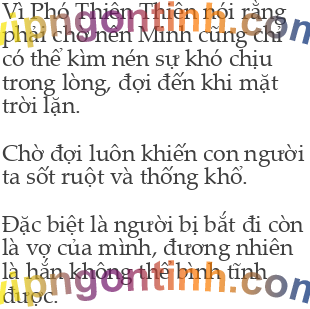 Vì Phó Thiên Thiên nói rằng
phải chờ nên Minh cũng chỉ
có thể kìm nén sự khó chịu
trong lòng, đợi đến khi mặt
trời lặn.
Chờ đợi luôn khiến con người
ta sốt ruột và thống khổ.
Đặc biệt là người bị bắt đi còn
là vợ của mình, đương nhiên
là hắn không thể bình tĩnh
được.
vipngontinh.com
vipngontinh.com